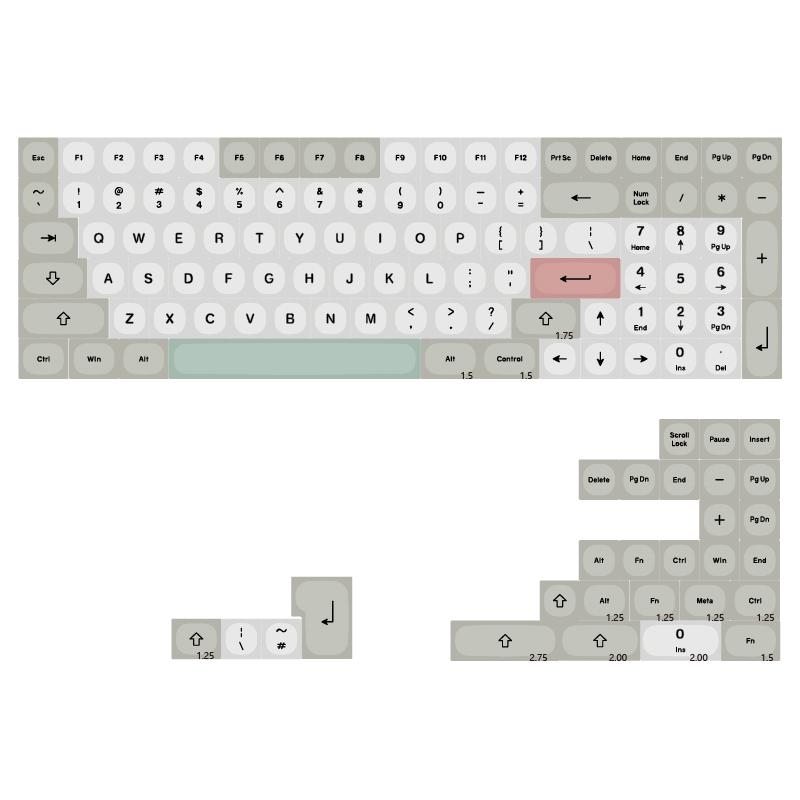 Esc F1 F2 F3 F4 F5 F6 F7 F8 F9 F10 F11 F12 Prt Sc Delete Home End Pg Up Pg Dn
~ ! @ # $ % ^ & * ( ) — +
` 1 2 3 4 5 6 7 8 9 0 - = ← Num Lock / * −
⇥ Q W E R T Y U I O P { [ } ] ¦ \ 7 Home 8 ↑ 9 Pg Up +
⇩ A S D F G H J K L : ; " ' ↵ 4 ← 5 6 →
⇧ Z X C V B N M < , > . ? / ⇧ 1.75 ↑ 1 End 2 ↓ 3 Pg Dn ↵
Ctrl Win Alt Alt 1.5 Control 1.5 ← ↓ → 0 Ins . Del
Scroll Lock Pause Insert
Delete Pg Dn End − Pg Up
+ Pg Dn
Alt Fn Ctrl Win End
⇧ Alt 1.25 Fn 1.25 Meta 1.25 Ctrl 1.25
⇧ 2.75 ⇧ 2.00 0 Ins 2.00 Fn 1.5
⇧ 1.25 ¦ \ ~ # ↵